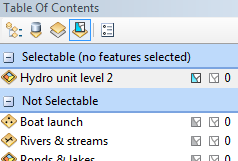 Table Of Contents
Selectable (no features selected)
Hydro unit level 2 0
Not Selectable
Boat launch 0
Rivers & streams 0
Ponds & lakes 0